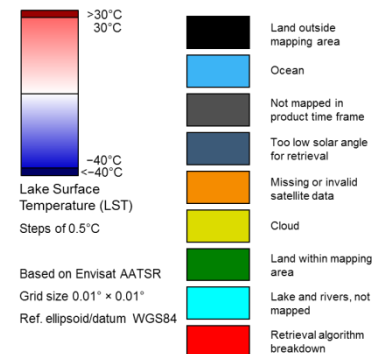 >30°C
30°C
−40°C
<−40°C
Lake Surface
Temperature (LST)
Steps of 0.5°C
Based on Envisat AATSR
Grid size 0.01° × 0.01°
Ref. ellipsoid/datum WGS84
Land outside
mapping area
Ocean
Not mapped in
product time frame
Too low solar angle
for retrieval
Missing or invalid
satellite data
Cloud
Land within mapping
area
Lake and rivers, not
mapped
Retrieval algorithm
breakdown